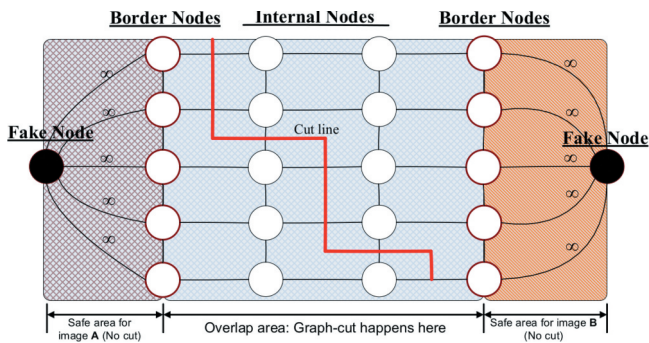 Border Nodes
Internal Nodes
Border Nodes
∞
∞
Cut line
Fake Node
Fake Node
∞
∞
∞
∞
∞
∞
∞
∞
Safe area for
image A (No cut)
Overlap area: Graph-cut happens here
Safe area for image B
(No cut)